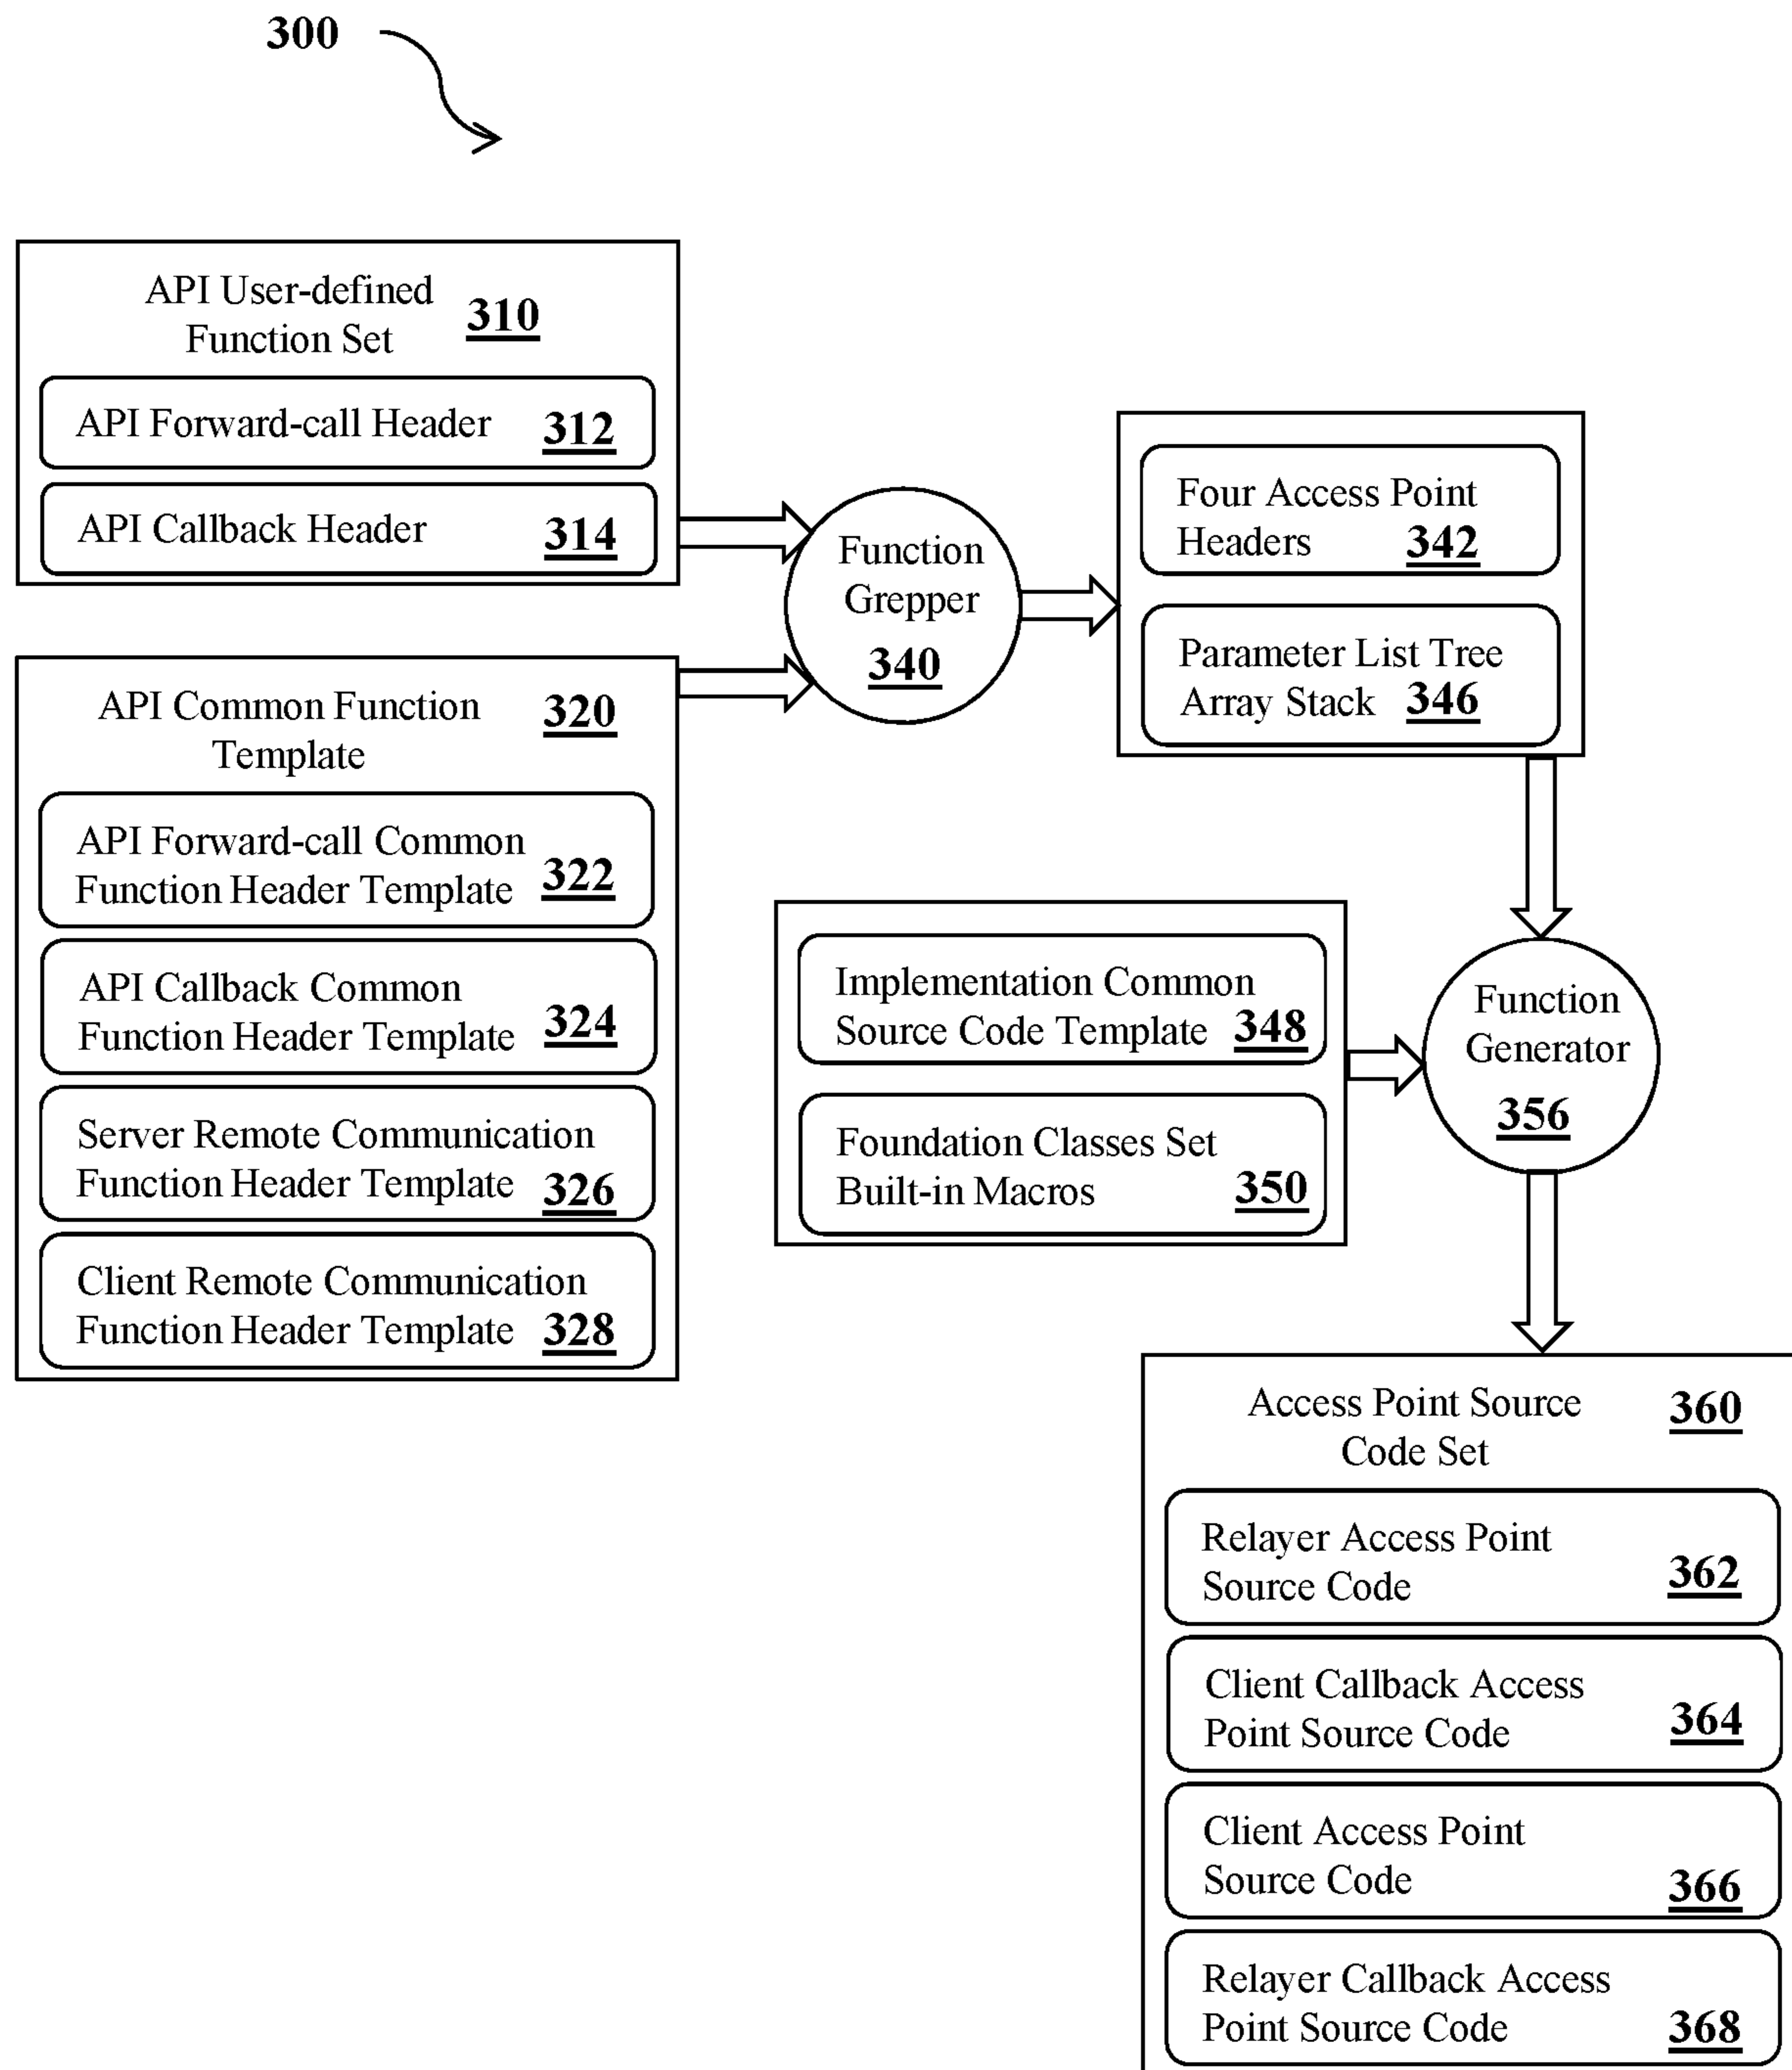 300
API User-defined
Function Set 310
API Forward-call Header 312
API Callback Header 314
API Common Function 320
Template
API Forward-call Common
Function Header Template 322
API Callback Common
Function Header Template 324
Server Remote Communication
Function Header Template 326
Client Remote Communication
Function Header Template 328
Function
Grepper
340
Four Access Point
Headers 342
Parameter List Tree
Array Stack 346
Implementation Common
Source Code Template 348
Foundation Classes Set
Built-in Macros 350
Function
Generator
356
Access Point Source 360
Code Set
Relayer Access Point
Source Code 362
Client Callback Access
Point Source Code 364
Client Access Point
Source Code 366
Relayer Callback Access
Point Source Code 368